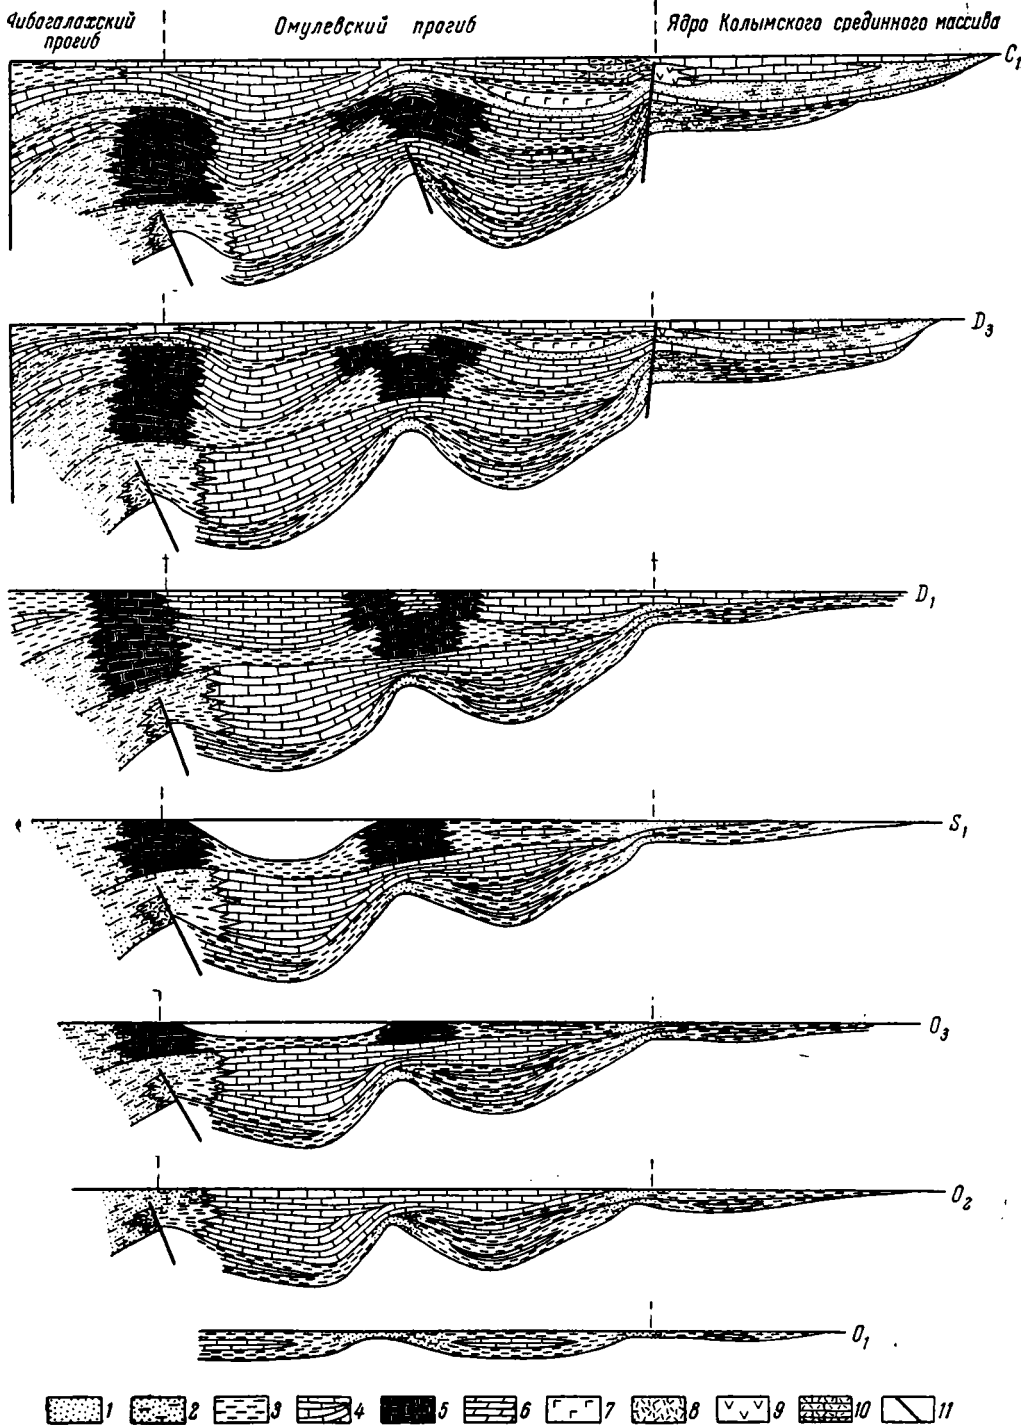 Чибогалахский
прогиб
Омулевский прогиб
Ядро Колымского срединного массива
C1
D3
D1
S1
O3
O2
O1
1 2 3 4 5 6 7 8 9 10 11